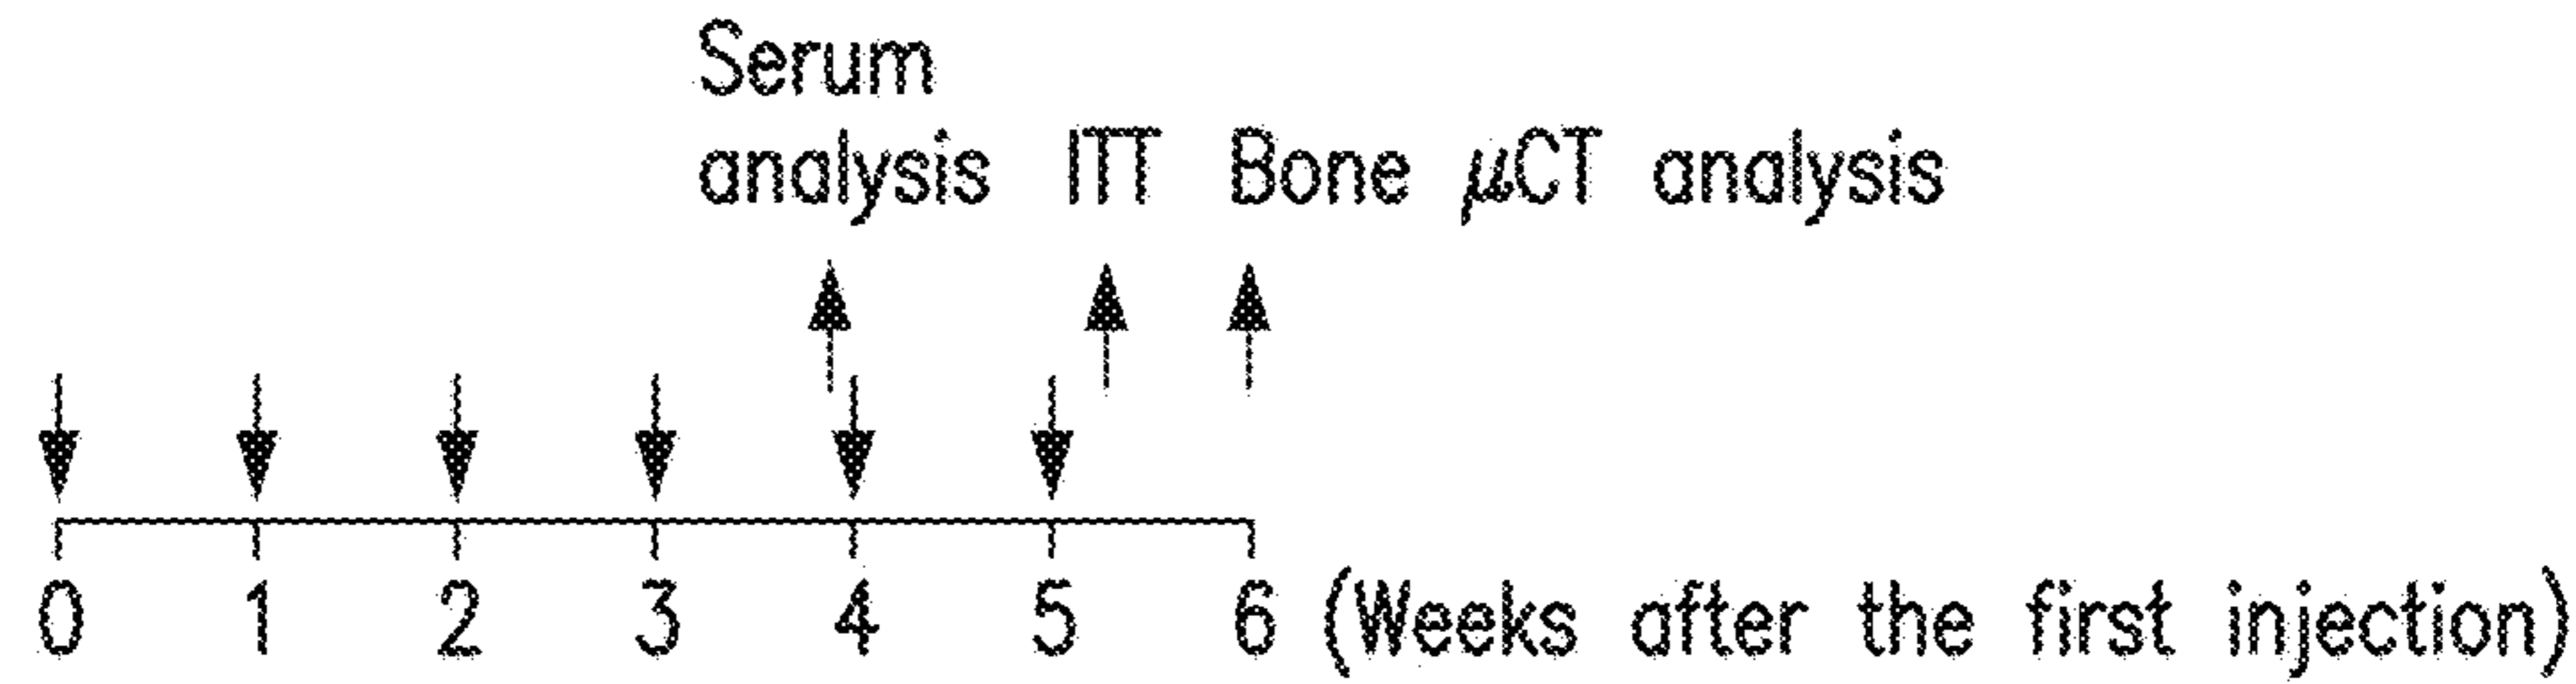 Serum
analysis ITT Bone μCT analysis
0 1 2 3 4 5 6 (Weeks after the first injection)